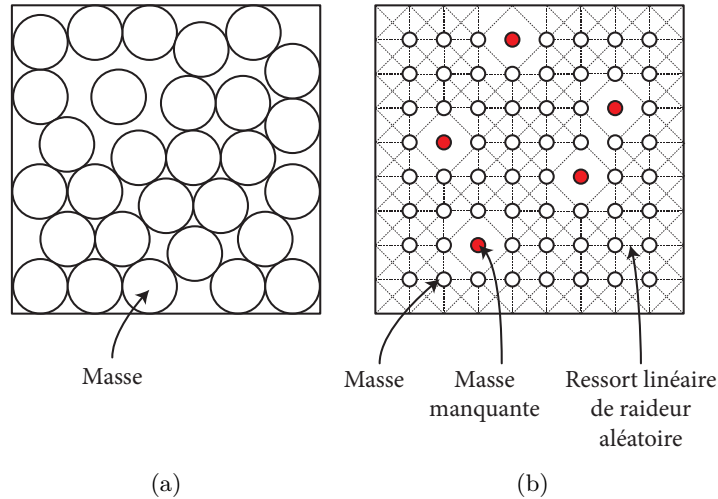 Masse
(a)
Masse
Masse
manquante
Ressort linéaire
de raideur
aléatoire
(b)